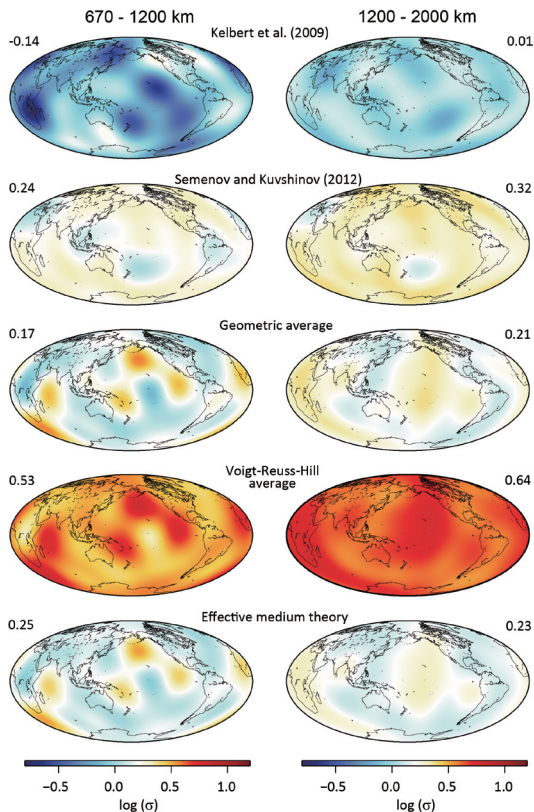 670 - 1200 km 1200 - 2000 km
Kelbert et al. (2009)
-0.14 0.01
Semenov and Kuvshinov (2012)
0.24 0.32
Geometric average
0.17 0.21
Voigt-Reuss-Hill
average
0.53 0.64
Effective medium theory
0.25 0.23
−0.5 0.0 0.5 1.0 −0.5 0.0 0.5 1.0
log (σ) log (σ)